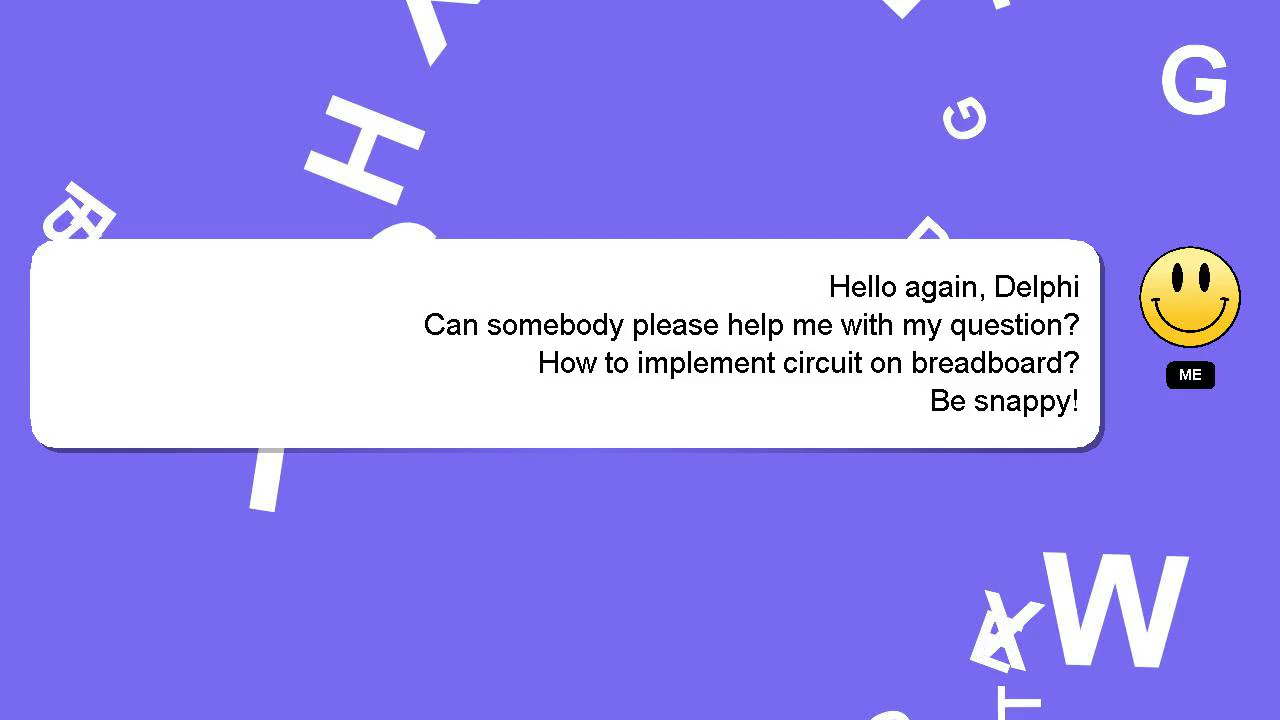 Hello again, Delphi
Can somebody please help me with my question?
How to implement circuit on breadboard?
Be snappy!
ME
G
G
H
W
T